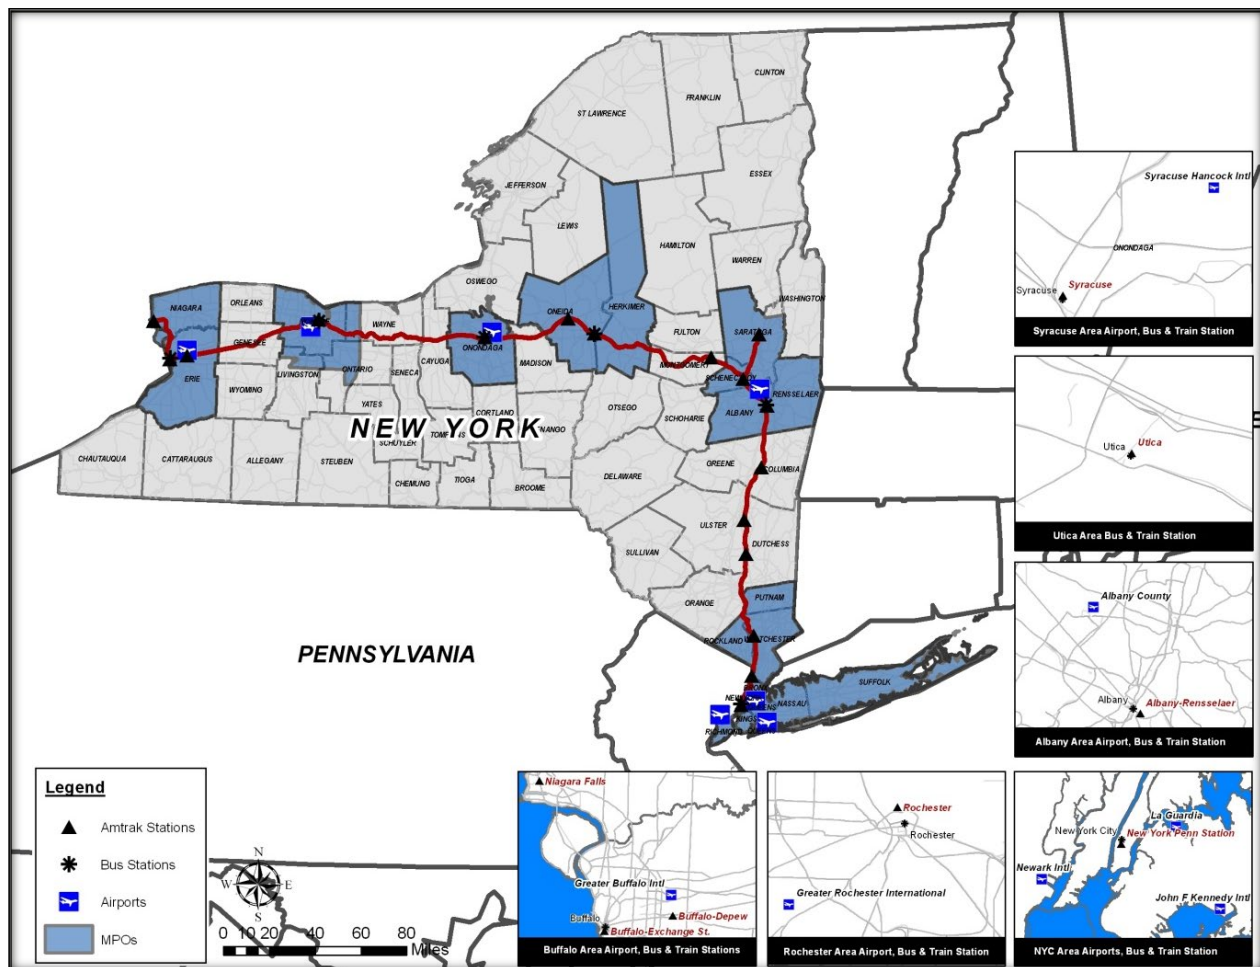 CLINTON
FRANKLIN
ST LAWRENCE
ESSEX
JEFFERSON
LEWIS
HAMILTON
WARREN
WASHINGTON
OSWEGO
HERKIMER
ONEIDA
NIAGARA
ORLEANS
WAYNE
FULTON
SARATOGA
GENESEE
ONONDAGA
MADISON
MONTGOMERY
SCHENECTADY
CAYUGA
ONTARIO
SENECA
LIVINGSTON
ERIE
WYOMING
RENSSELAER
YATES
CORTLAND
OTSEGO
ALBANY
SCHOHARIE
NEW YORK
SCHUYLER
CHAUTAUQUA
CATTARAUGUS
ALLEGANY
STEUBEN
CHEMUNG
TIOGA
BROOME
DELAWARE
GREENE
COLUMBIA
ULSTER
DUTCHESS
SULLIVAN
ORANGE
PUTNAM
ROCKLAND
PENNSYLVANIA
SUFFOLK
NASSAU
KINGS
RICHMOND
Syracuse Hancock Intl
ONONDAGA
Syracuse
Syracuse
Syracuse Area Airport, Bus & Train Station
Utica
Utica
Utica Area Bus & Train Station
Albany County
Albany
Albany-Rensselaer
Albany Area Airport, Bus & Train Station
Legend
Amtrak Stations
Bus Stations
Airports
MPOs
N
W
E
S
0 10 20 40 60 80
Miles
Niagara Falls
Greater Buffalo Intl
Buffalo
Buffalo-Depew
Buffalo-Exchange St.
Buffalo Area Airport, Bus & Train Stations
Rochester
Rochester
Greater Rochester International
Rochester Area Airport, Bus & Train Station
La Guardia
New York City
New York Penn Station
Newark Intl
John F Kennedy Intl
NYC Area Airports, Bus & Train Station